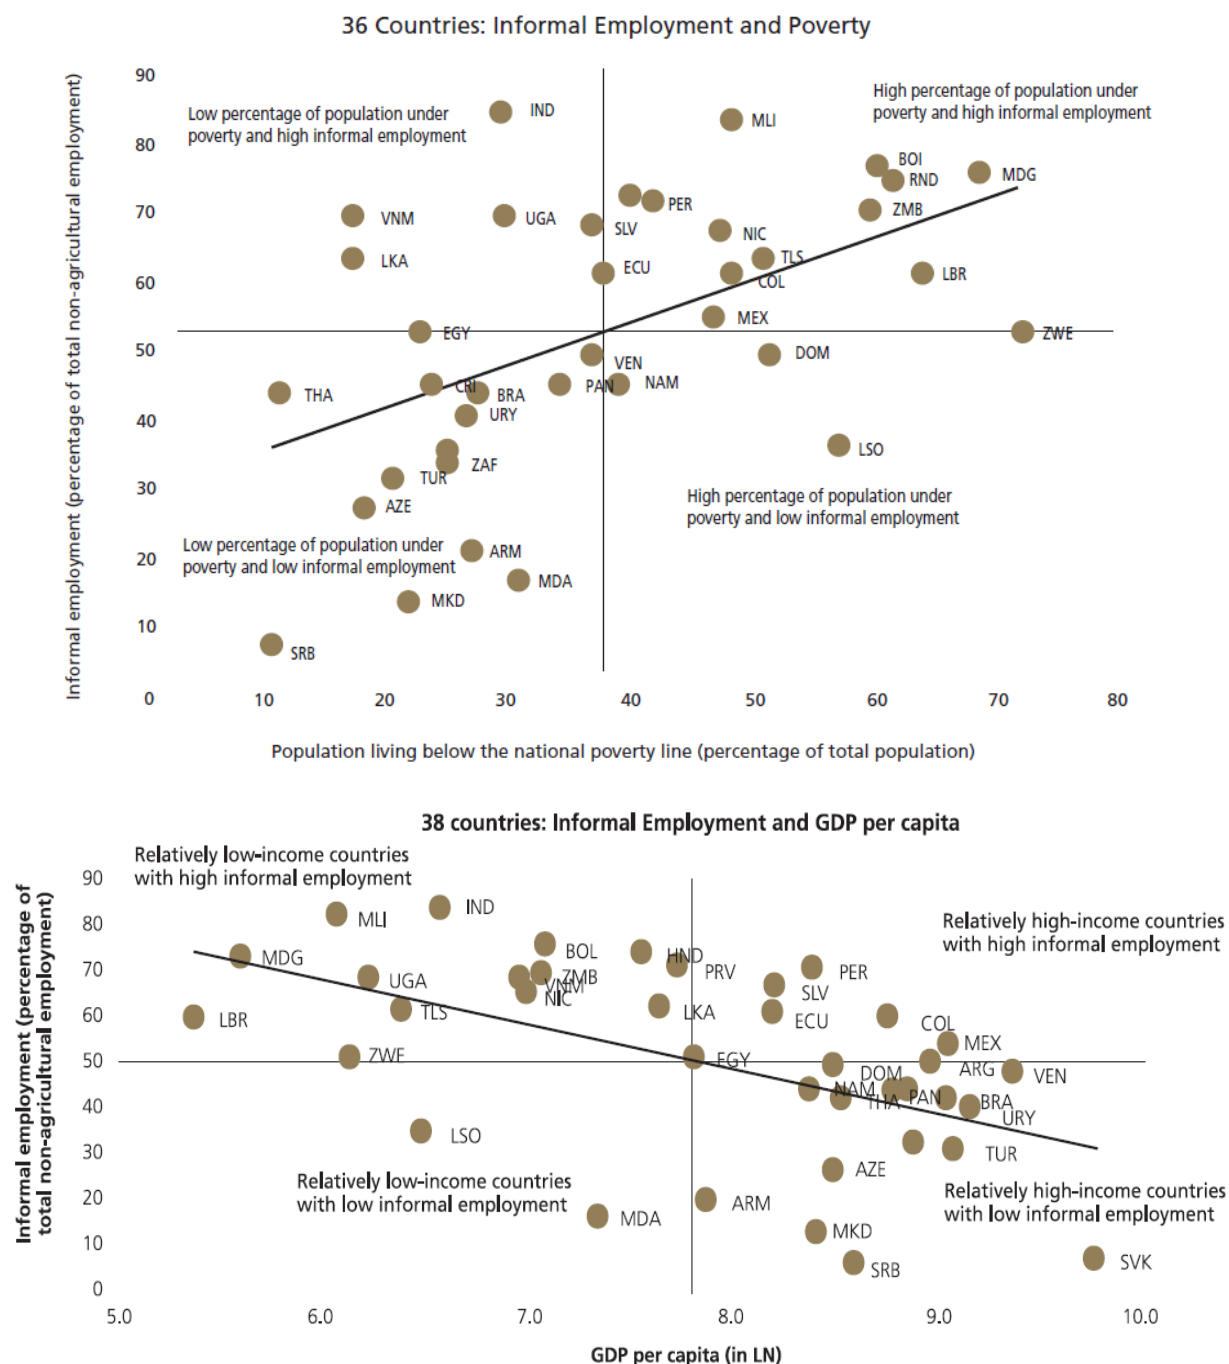 36 Countries: Informal Employment and Poverty
Informal employment (percentage of total non-agricultural employment)
90
80
70
60
50
40
30
20
10
0
Low percentage of population under
poverty and high informal employment
High percentage of population under
poverty and high informal employment
IND
MLI
BOI
RND
MDG
VNM
UGA
SLV
PER
NIC
ZMB
LKA
ECU
TLS
COL
LBR
EGY
MEX
ZWE
VEN
DOM
THA
CRI
BRA
PAN
NAM
URY
ZAF
LSO
TUR
AZE
High percentage of population under
poverty and low informal employment
Low percentage of population under
poverty and low informal employment
ARM
MDA
MKD
SRB
10
20
30
40
50
60
70
80
Population living below the national poverty line (percentage of total population)
38 countries: Informal Employment and GDP per capita
Informal employment (percentage of
total non-agricultural employment)
90
80
70
60
50
40
30
20
10
0
Relatively low-income countries
with high informal employment
Relatively high-income countries
with high informal employment
MLI
IND
MDG
BOL
HND
PRV
PER
UGA
ZMB
VNM
NIC
SLV
LBR
TLS
LKA
ECU
COL
ZWE
EGY
MEX
DOM
ARG
VEN
NAM
THA
PAN
BRA
URY
LSO
TUR
AZE
Relatively low-income countries
with low informal employment
Relatively high-income countries
with low informal employment
MDA
ARM
MKD
SRB
SVK
5.0
6.0
7.0
8.0
9.0
10.0
GDP per capita (in LN)